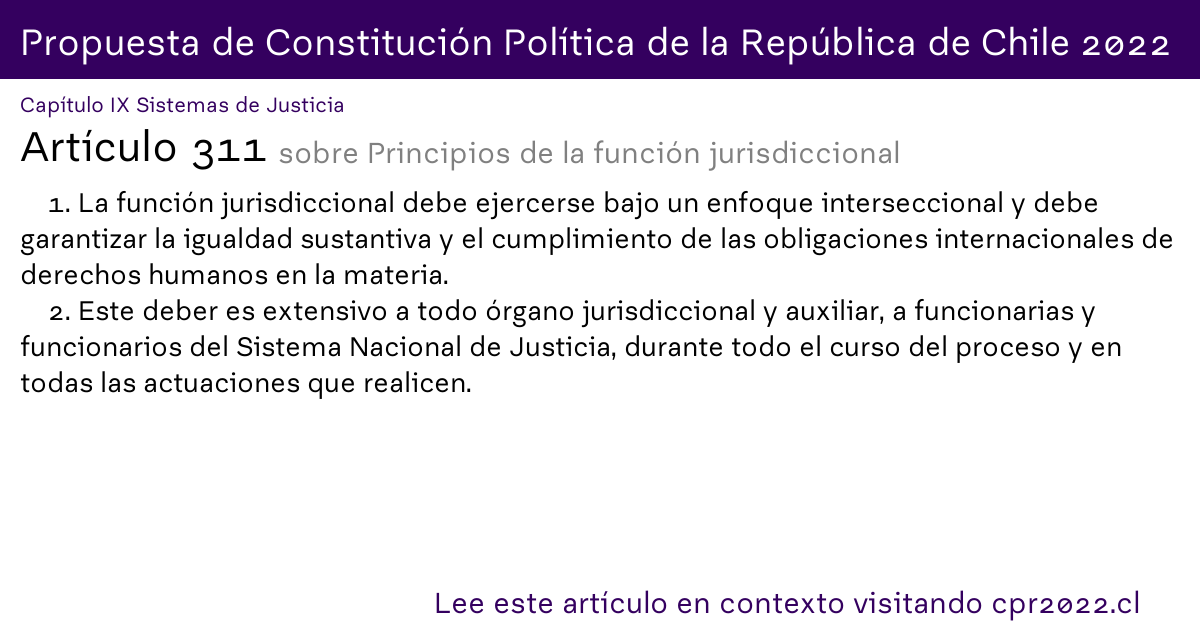 Propuesta de Constitución Política de la República de Chile 2022
Capítulo IX Sistemas de Justicia
Artículo 311 sobre Principios de la función jurisdiccional
1. La función jurisdiccional debe ejercerse bajo un enfoque interseccional y debe
garantizar la igualdad sustantiva y el cumplimiento de las obligaciones internacionales de
derechos humanos en la materia.
2. Este deber es extensivo a todo órgano jurisdiccional y auxiliar, a funcionarias y
funcionarios del Sistema Nacional de Justicia, durante todo el curso del proceso y en
todas las actuaciones que realicen.
Lee este artículo en contexto visitando cpr2022.cl